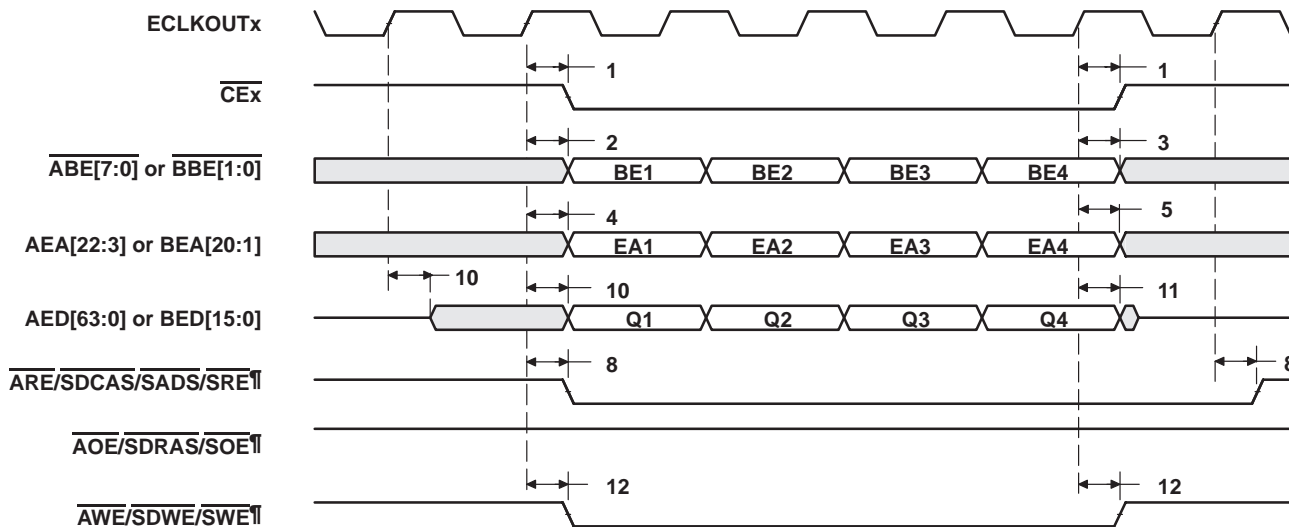 ECLKOUTx
1 1
CEx
2 3
ABE[7:0] or BBE[1:0]
BE1 BE2 BE3 BE4
4 5
AEA[22:3] or BEA[20:1]
EA1 EA2 EA3 EA4
10 10 11
AED[63:0] or BED[15:0]
Q1 Q2 Q3 Q4
8 8
ARE/SDCAS/SADS/SRE¶
AOE/SDRAS/SOE¶
12 12
AWE/SDWE/SWE¶